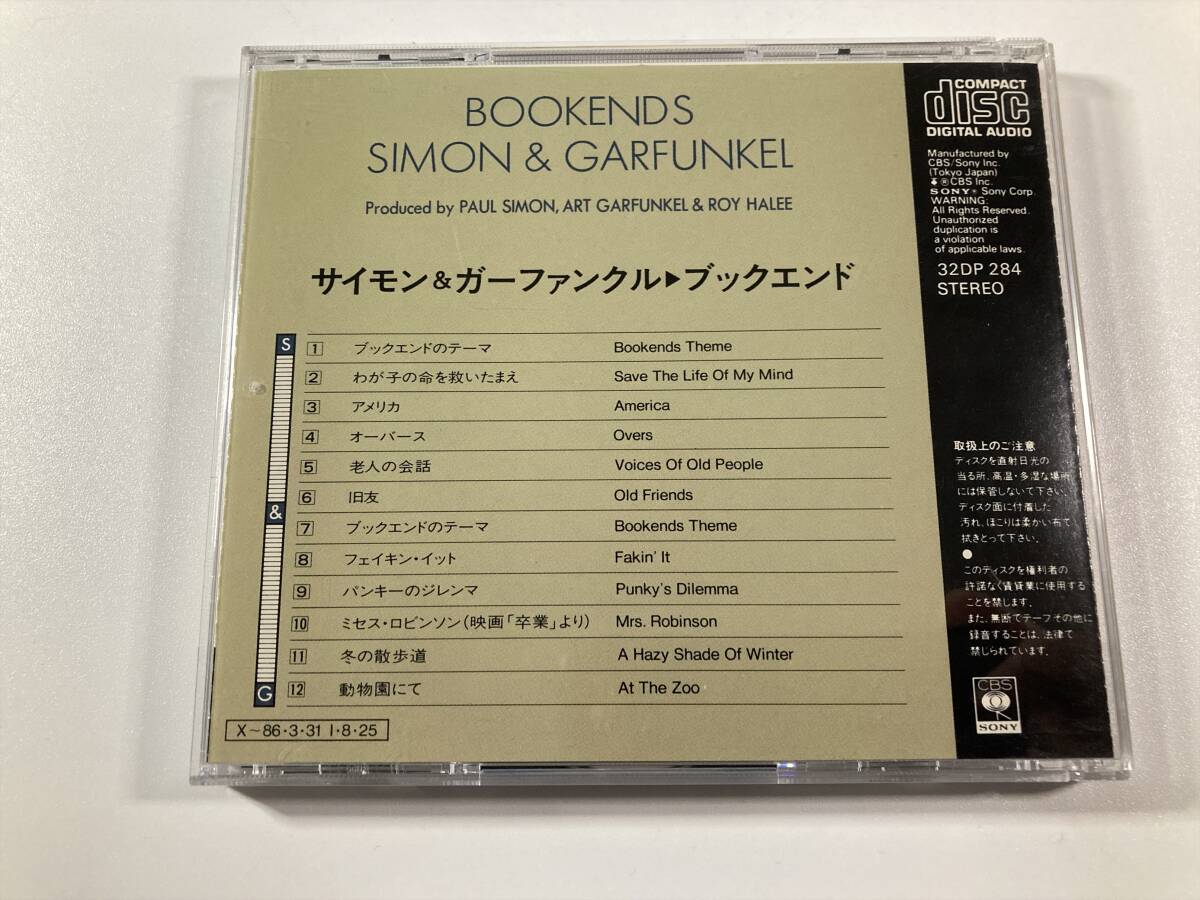 BOOKENDS
SIMON & GARFUNKEL
Produced by PAUL SIMON, ART GARFUNKEL & ROY HALEE
サイモン&ガーファンクル▶ブックエンド
S
&
G
1 ブックエンドのテーマ Bookends Theme
2 わが子の命を救いたまえ Save The Life Of My Mind
3 アメリカ America
4 オーバース Overs
5 老人の会話 Voices Of Old People
6 旧友 Old Friends
7 ブックエンドのテーマ Bookends Theme
8 フェイキン・イット Fakin' It
9 パンキーのジレンマ Punky's Dilemma
10 ミセス・ロビンソン(映画「卒業」より) Mrs. Robinson
11 冬の散歩道 A Hazy Shade Of Winter
12 動物園にて At The Zoo
X~86・3・31 I・8・25
COMPACT
disc
DIGITAL AUDIO
Manufactured by
CBS/Sony Inc.
(Tokyo Japan)
Ⓡ CBS Inc.
SONY® Sony Corp.
WARNING:
All Rights Reserved.
Unauthorized
duplication is
a violation
of applicable laws.
32DP 284
STEREO
取扱上のご注意
ディスクを直射日光の
当る所、高温・多湿な場所
には保管しないで下さい。
ディスク面に付着した
汚れ、ほこりは柔かい布で
拭きとって下さい。
●
このディスクを権利者の
許諾なく賃貸業に使用する
ことを禁じます。
また、無断でテープその他に
録音することは、法律で
禁じられています。
CBS
SONY